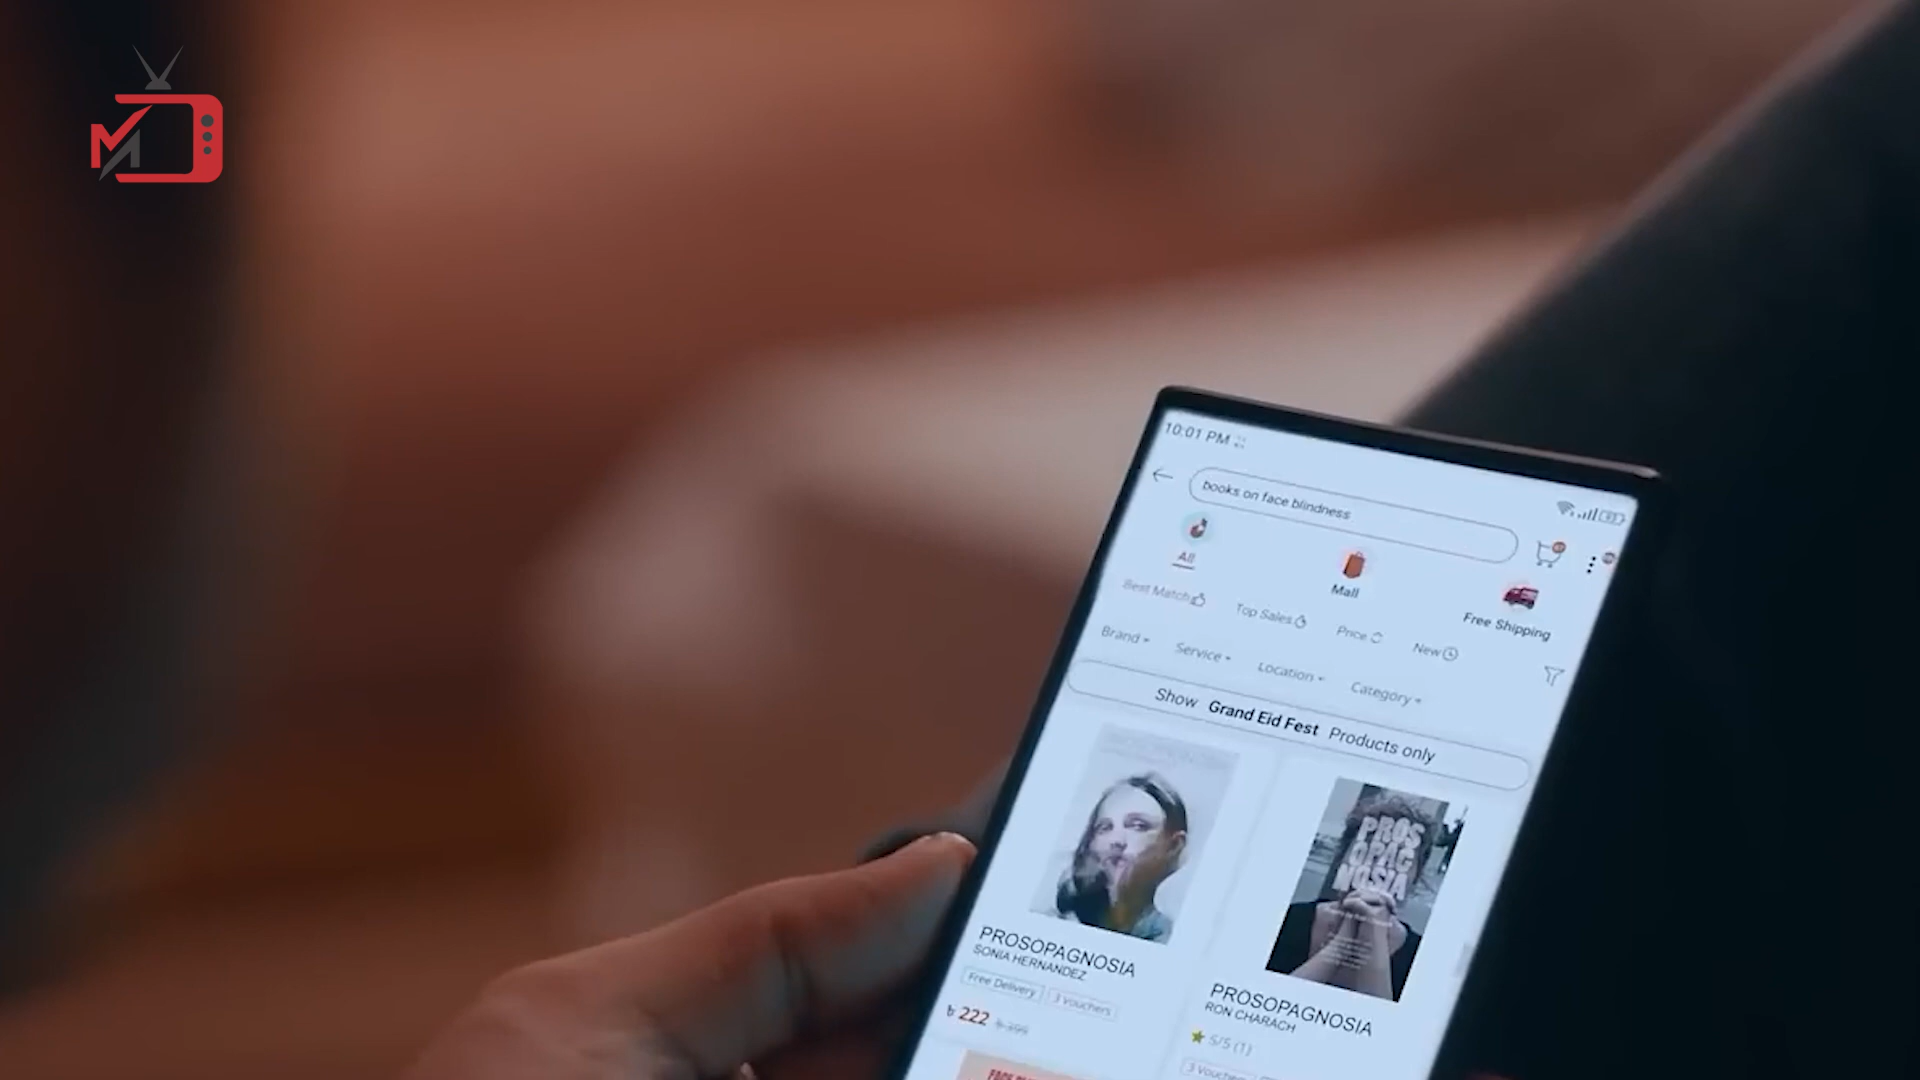 10:01 PM
books on face blindness
All
Mall
Free Shipping
Best Match
Top Sales
Price
New
Brand
Service
Location
Category
Show Grand Eid Fest Products only
PROSOPAGNOSIA
SONIA HERNANDEZ
Free Delivery
3 Vouchers
৳ 222
PROS
OPAG
NOSIA
PROSOPAGNOSIA
RON CHARACH
5/5 (1)
3 Vouchers